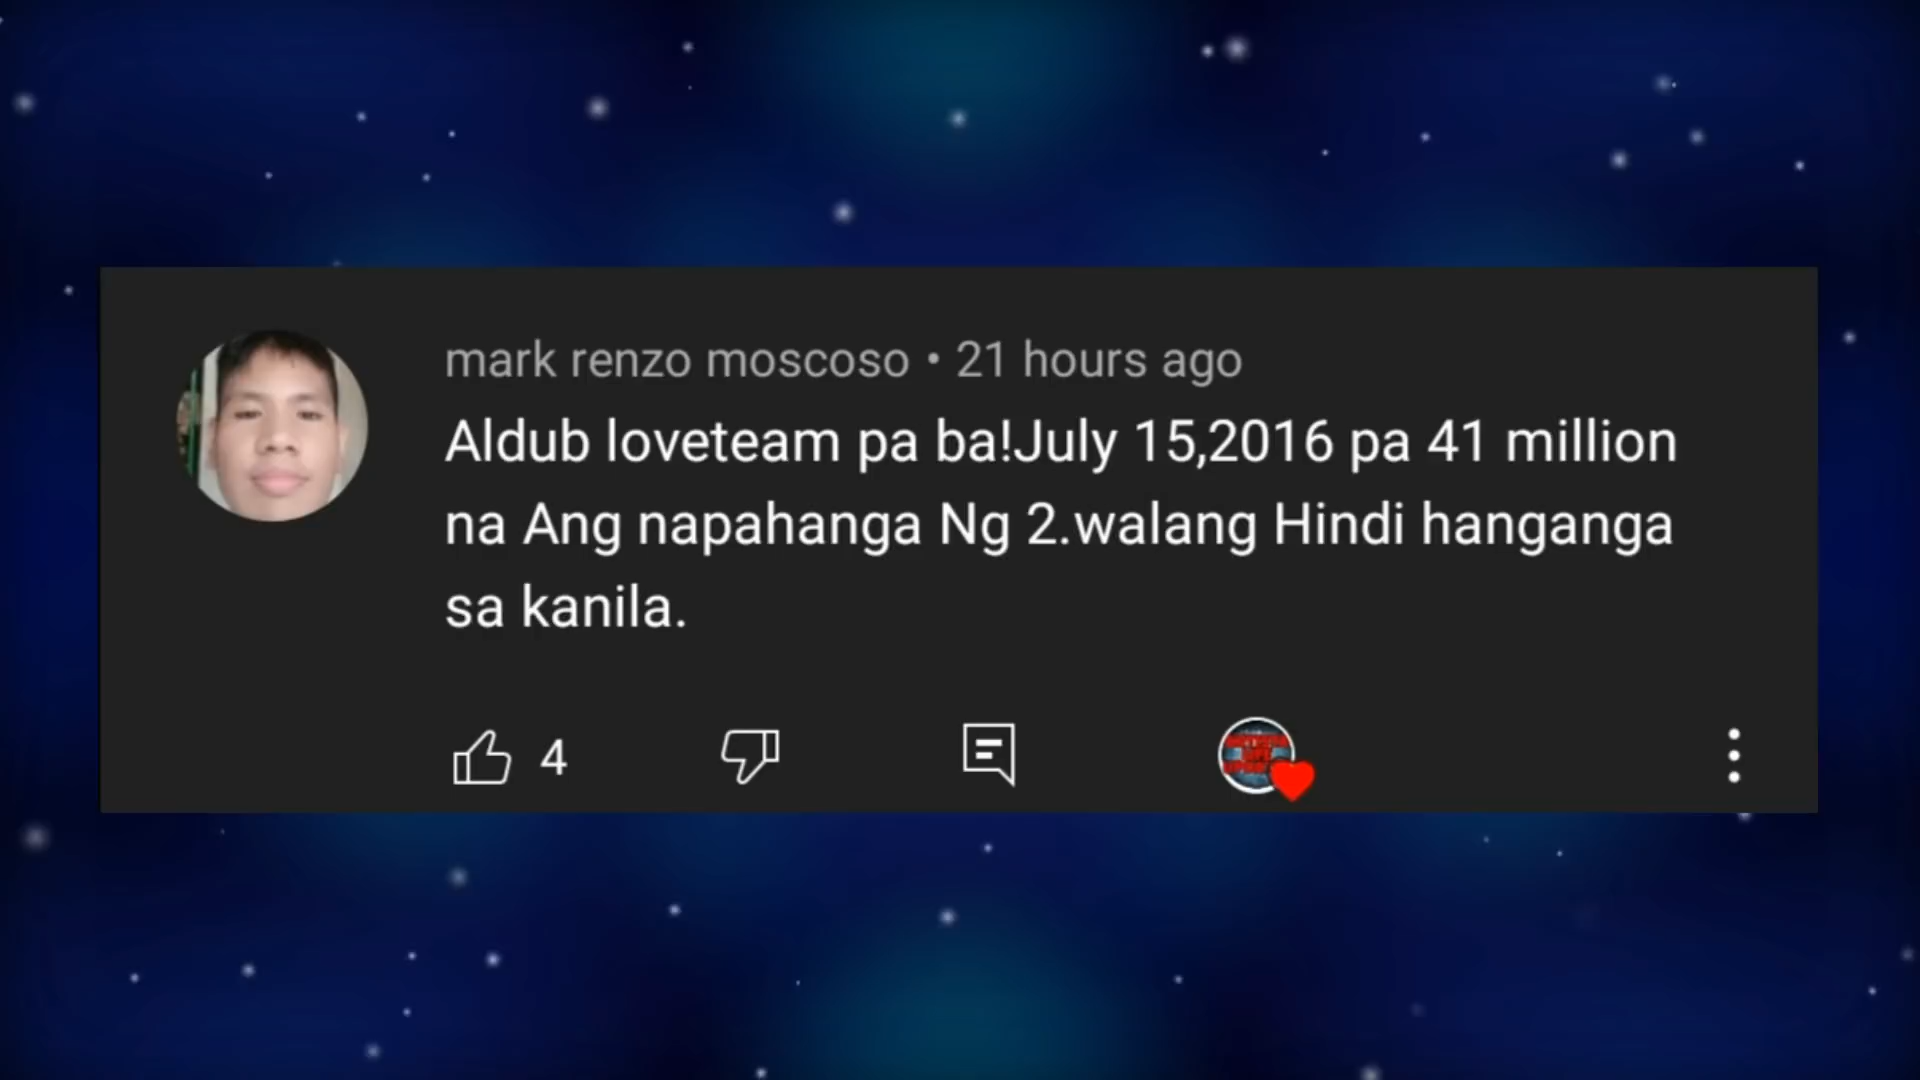 mark renzo moscoso • 21 hours ago
Aldub loveteam pa ba!July 15,2016 pa 41 million
na Ang napahanga Ng 2.walang Hindi hanganga
sa kanila.
4